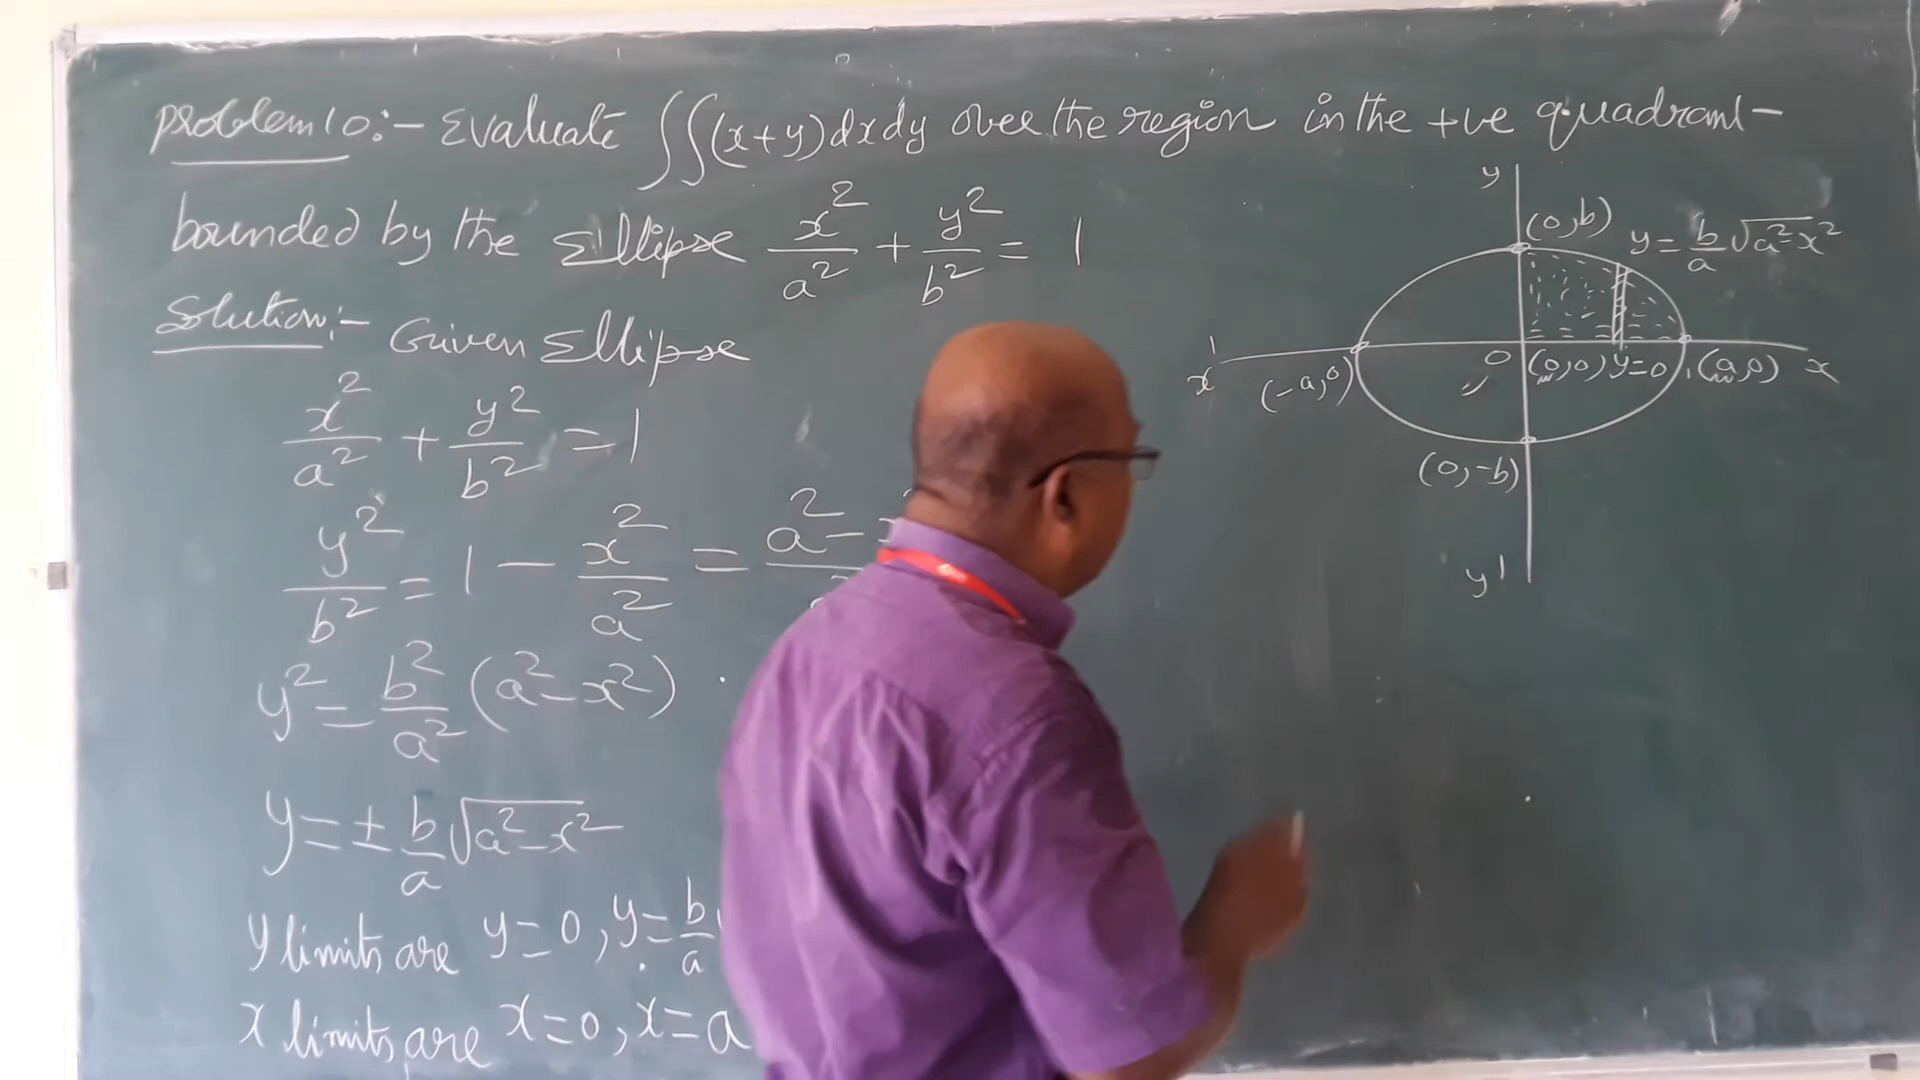 Problem 10:- Evaluate ∫∫(x+y)dxdy over the region in the +ve quadrant-
bounded by the Ellipse x²/a² + y²/b² = 1
Solution:- Given Ellipse
x²/a² + y²/b² = 1
y²/b² = 1 - x²/a² = a² -
y² = b²/a² (a² - x²)
y = ± b/a √a²-x²
y limits are y=0, y= b/a
x limits are x=0, x=a
y
(0,b)
y = b/a √a²-x²
x'
(-a,0)
0
(0,0)
y=0
(a,0)
x
(0,-b)
y'